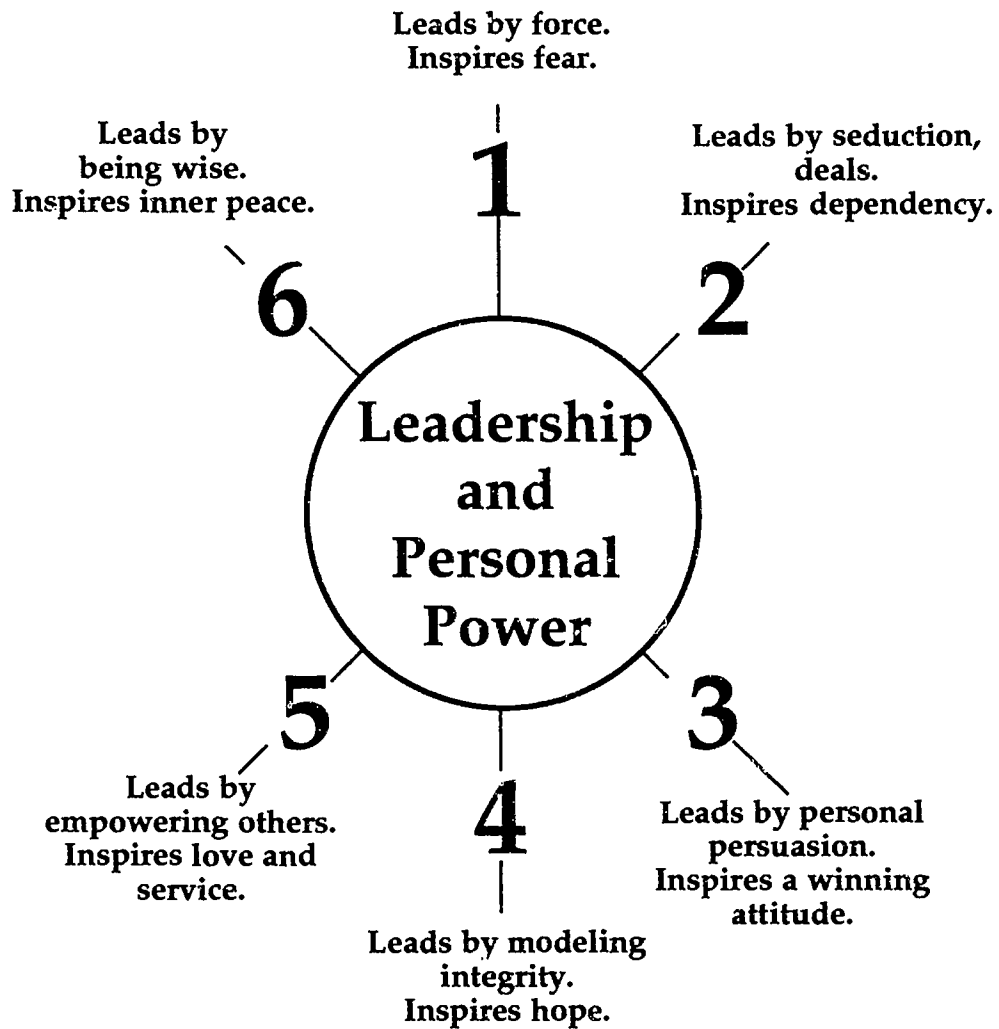 Leads by force.
Inspires fear.
1
Leads by seduction,
deals.
Inspires dependency.
2
Leads by personal
persuasion.
Inspires a winning
attitude.
3
Leads by modeling
integrity.
Inspires hope.
4
Leads by
empowering others.
Inspires love and
service.
5
Leads by
being wise.
Inspires inner peace.
6
Leadership
and
Personal
Power